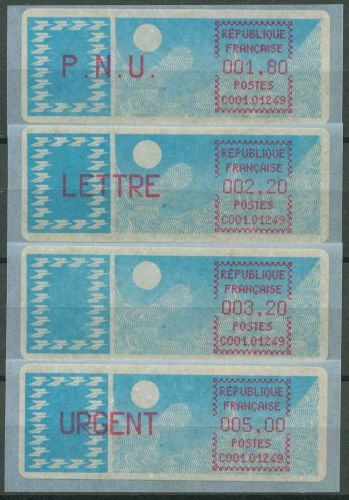 RÉPUBLIQUE
FRANÇAISE
P.N.U.
001,80
POSTES
C001.01249
RÉPUBLIQUE
FRANÇAISE
LETTRE
002,20
POSTES
C001.01249
RÉPUBLIQUE
FRANÇAISE
003,20
POSTES
C001.01249
RÉPUBLIQUE
FRANÇAISE
URGENT
005,00
POSTES
C001.01249